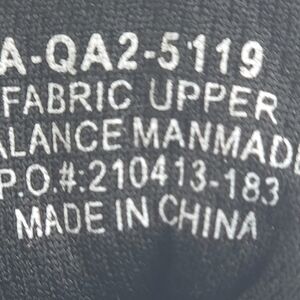 A-QA2-5119
FABRIC UPPER
ALANCE MANMADE
P.O.#:210413-183
MADE IN CHINA